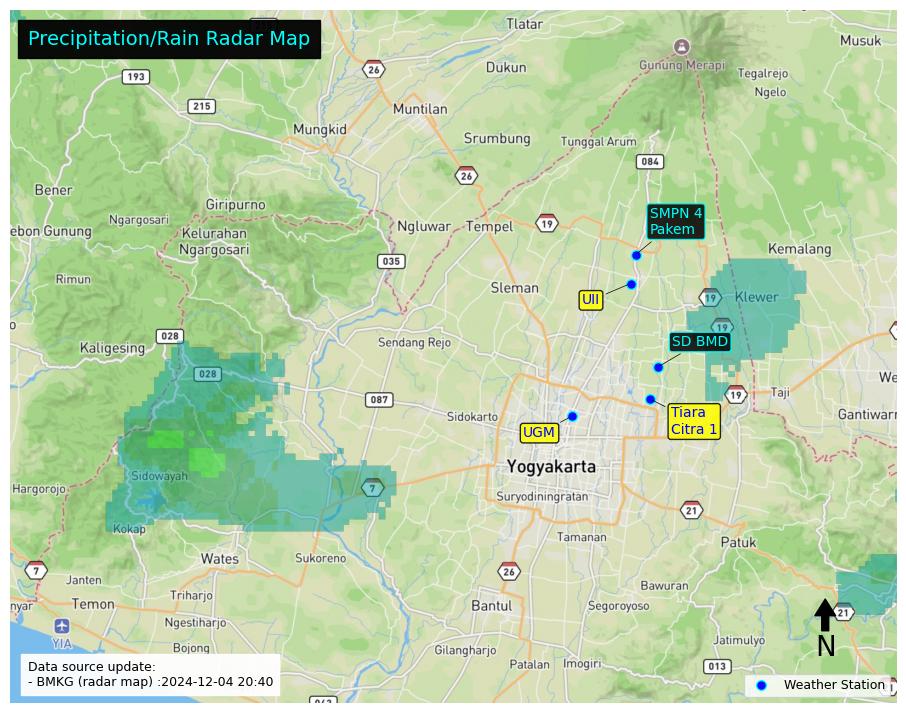 Precipitation/Rain Radar Map
Tlatar
Musuk
26
Gunung Merapi
Dukun
Tegalrejo
193
Ngelo
215
Muntilan
Mungkid
Srumbung
Tunggal Arum
084
26
Bener
Giripurno
SMPN 4
Pakem
Ngargosari
19
ebon Gunung
Kelurahan
Ngargosari
Ngluwar
Tempel
Kemalang
035
Rimun
Sleman
UII
19
Klewer
19
028
Kaligesing
Sendang Rejo
SD BMD
028
We
087
19
Taji
Tiara
Citra 1
Gantiwarr
Sidokarto
UGM
Yogyakarta
Sidowayah
Hargorojo
7
Suryodiningratan
21
Kokap
Tamanan
Patuk
Wates
Sukoreno
7
26
Janten
Bawuran
Triharjo
nyar
Temon
Bantul
Segoroyoso
21
Ngestiharjo
YIA
Jatimulyo
N
Bojong
Gilangharjo
Patalan
Imogiri
013
Data source update:
- BMKG (radar map) :2024-12-04 20:40
Weather Station